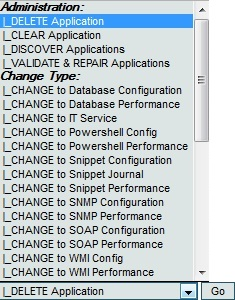 Administration:
|_DELETE Application
|_CLEAR Application
|_DISCOVER Applications
|_VALIDATE & REPAIR Applications
Change Type:
|_CHANGE to Database Configuration
|_CHANGE to Database Performance
|_CHANGE to IT Service
|_CHANGE to Powershell Config
|_CHANGE to Powershell Performance
|_CHANGE to Snippet Configuration
|_CHANGE to Snippet Journal
|_CHANGE to Snippet Performance
|_CHANGE to SNMP Configuration
|_CHANGE to SNMP Performance
|_CHANGE to SOAP Configuration
|_CHANGE to SOAP Performance
|_CHANGE to WMI Config
|_CHANGE to WMI Performance
|_DELETE Application Go